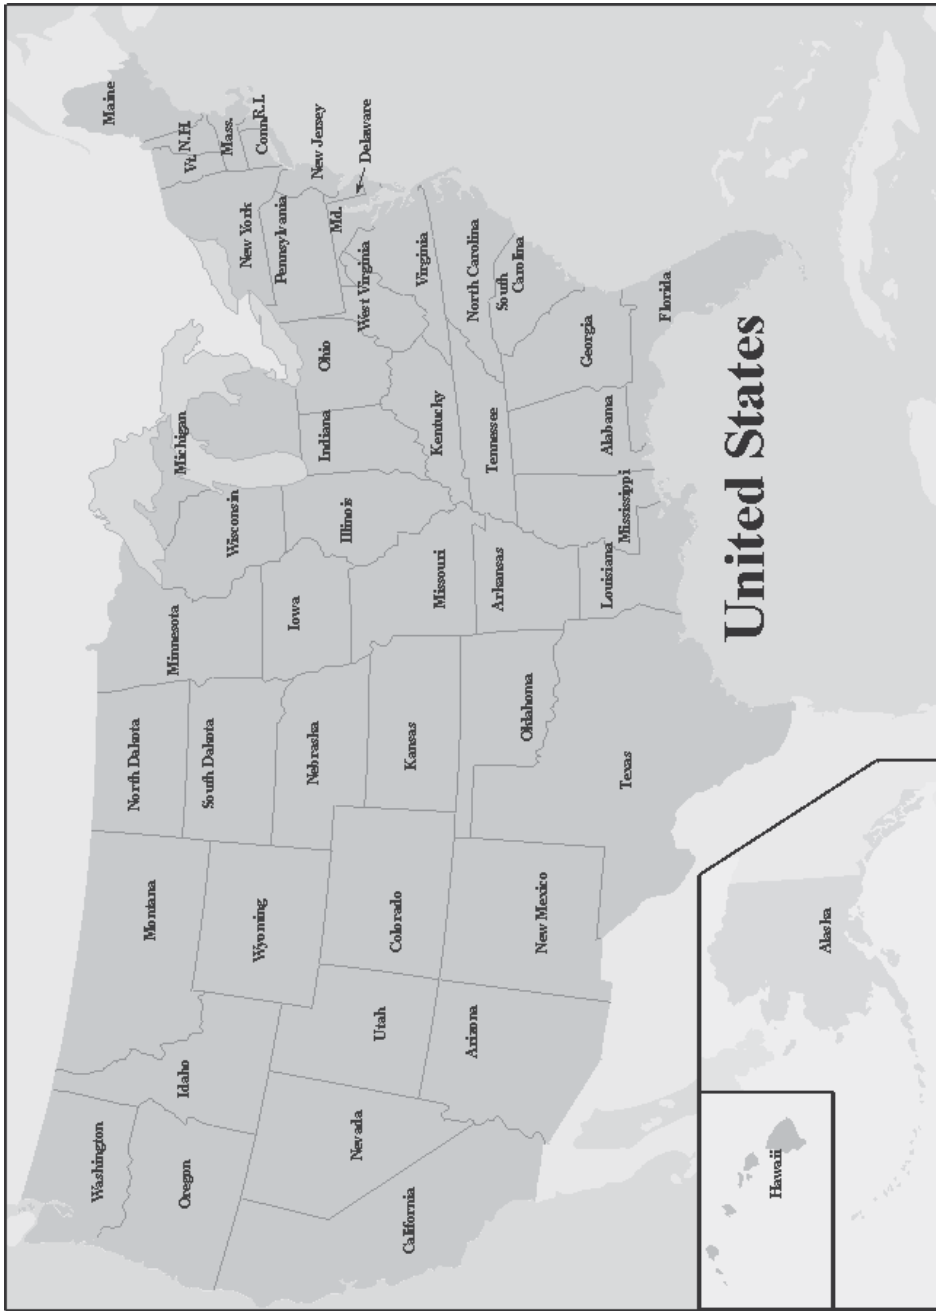 Washington
Oregon
California
Nevada
Idaho
Montana
Wyoming
Utah
Arizona
Colorado
New Mexico
North Dakota
South Dakota
Nebraska
Kansas
Oklahoma
Texas
Minnesota
Iowa
Missouri
Arkansas
Louisiana
Wisconsin
Illinois
Mississippi
Michigan
Indiana
Kentucky
Tennessee
Alabama
Ohio
Georgia
Florida
West Virginia
Virginia
North Carolina
South
Carolina
Pennsylvania
New York
Md.
Delaware
New Jersey
Vt.
N.H.
Mass.
Conn.
R.I.
Maine
United States
Alaska
Hawaii